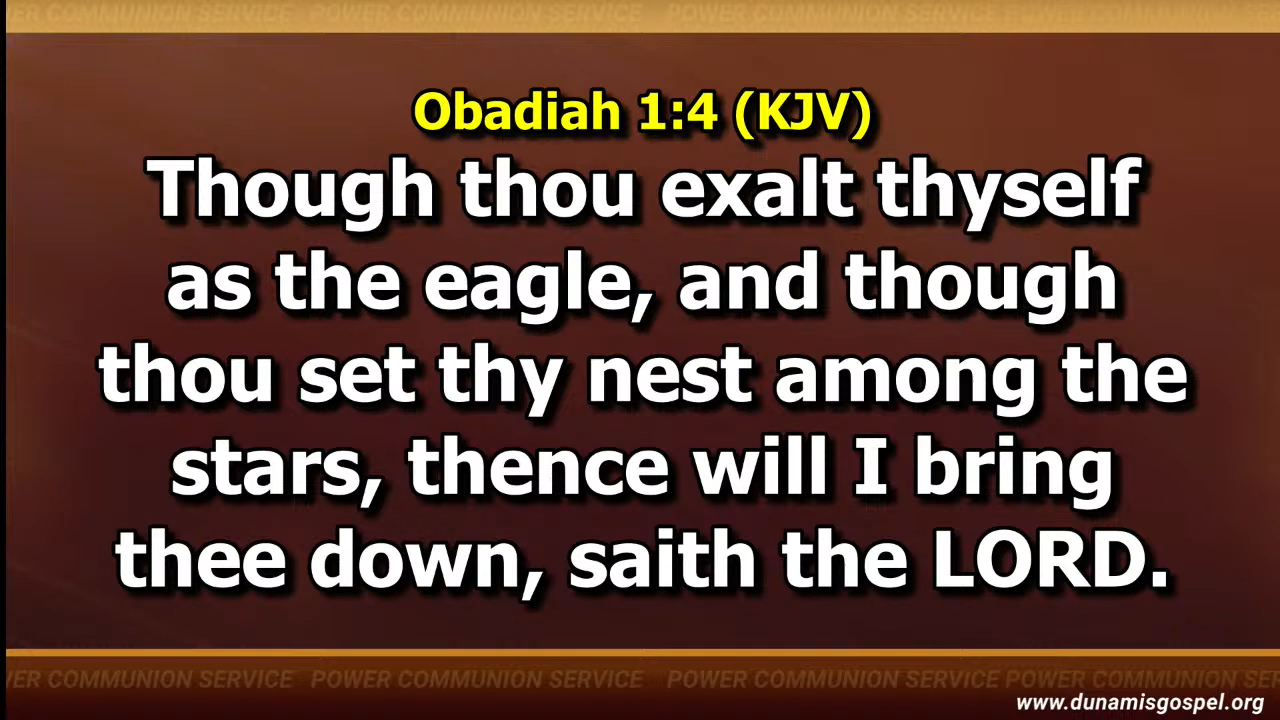 POWER COMMUNION SERVICE POWER COMMUNION SERVICE POWER COMMUNION SERVICE
Obadiah 1:4 (KJV)
Though thou exalt thyself
as the eagle, and though
thou set thy nest among the
stars, thence will I bring
thee down, saith the LORD.
WER COMMUNION SERVICE POWER COMMUNION SERVICE POWER COMMUNION SERVICE POWER
www.dunamisgospel.org